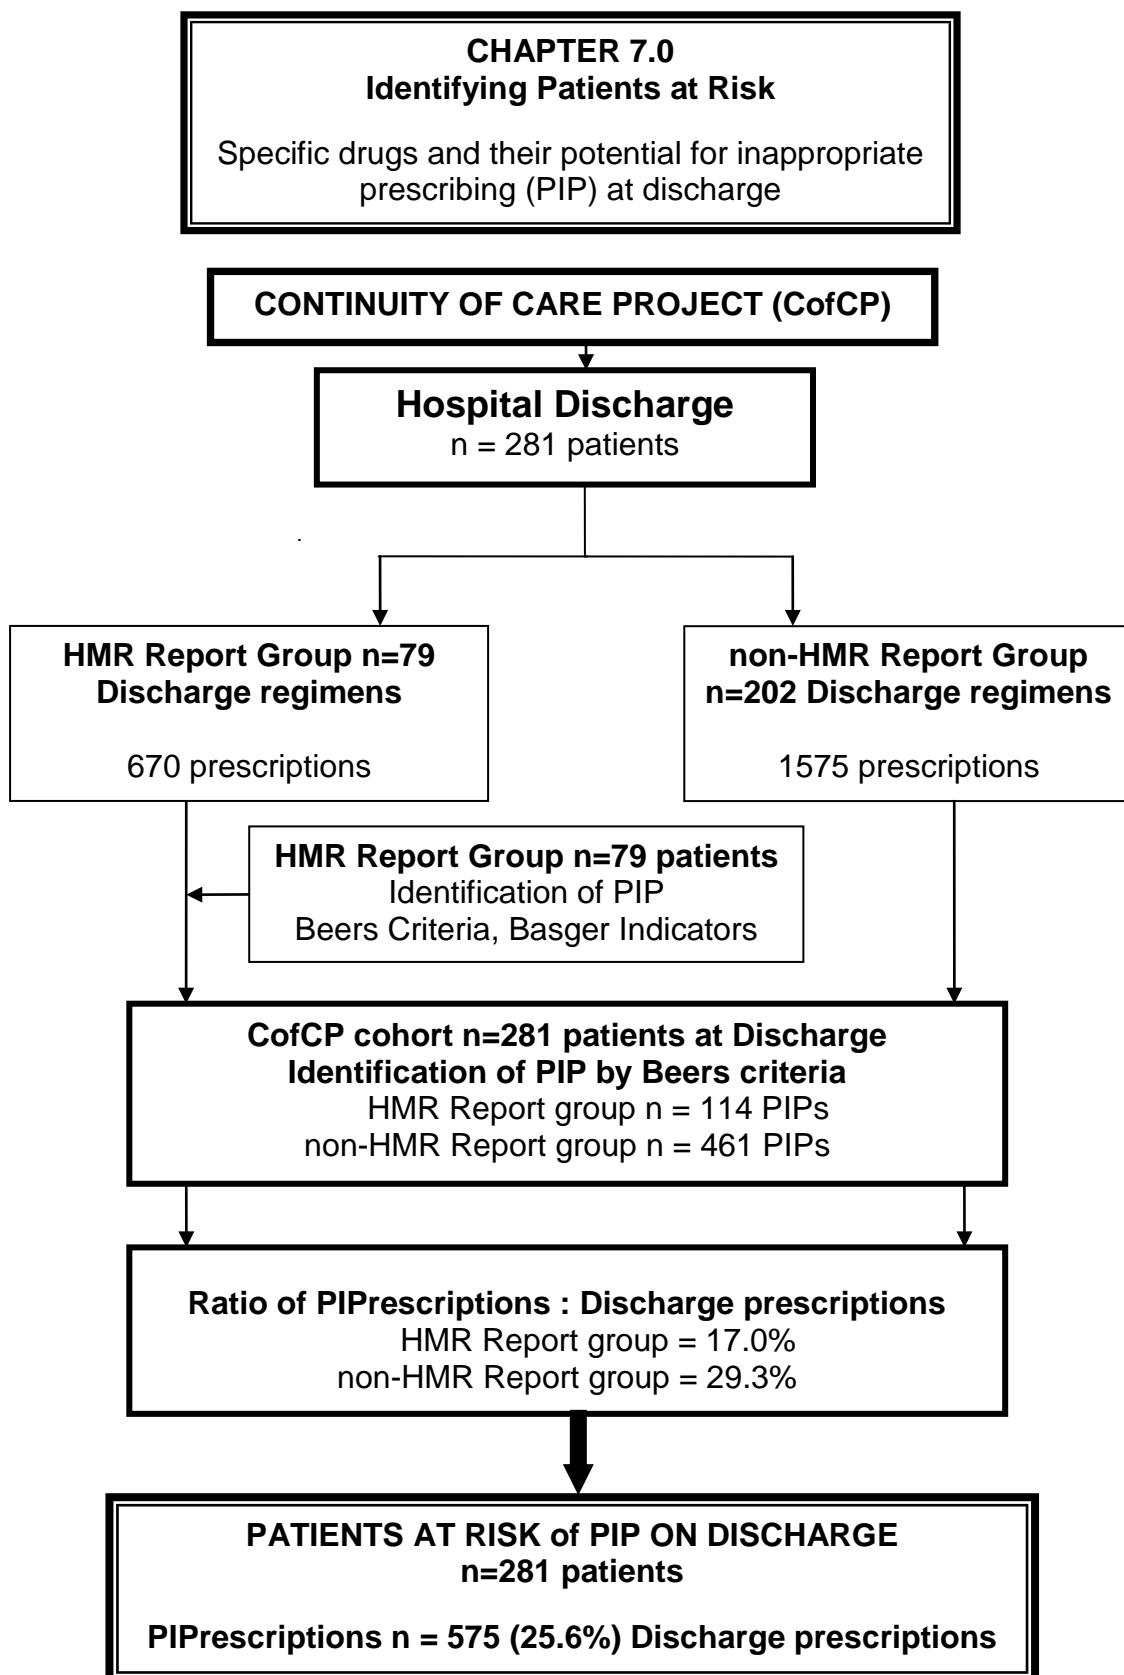 CHAPTER 7.0
Identifying Patients at Risk
Specific drugs and their potential for inappropriate
prescribing (PIP) at discharge
CONTINUITY OF CARE PROJECT (CofCP)
Hospital Discharge
n = 281 patients
HMR Report Group n=79
Discharge regimens
670 prescriptions
non-HMR Report Group
n=202 Discharge regimens
1575 prescriptions
HMR Report Group n=79 patients
Identification of PIP
Beers Criteria, Basger Indicators
CofCP cohort n=281 patients at Discharge
Identification of PIP by Beers criteria
HMR Report group n = 114 PIPs
non-HMR Report group n = 461 PIPs
Ratio of PIPrescriptions : Discharge prescriptions
HMR Report group = 17.0%
non-HMR Report group = 29.3%
PATIENTS AT RISK of PIP ON DISCHARGE
n=281 patients
PIPrescriptions n = 575 (25.6%) Discharge prescriptions